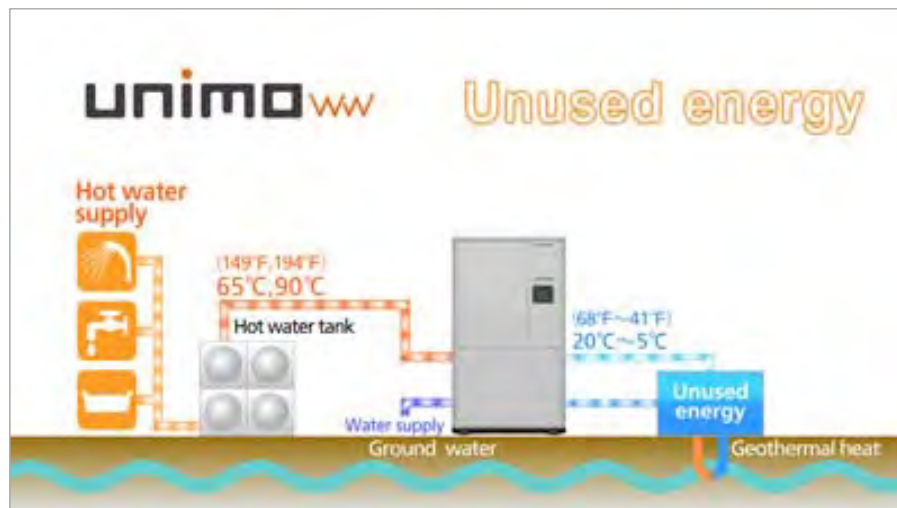 unimo ww
Unused energy
Hot water
supply
(149°F,194°F)
65℃,90℃
Hot water tank
(68°F~41°F)
20℃~5℃
Unused
energy
Water supply
Ground water
Geothermal heat